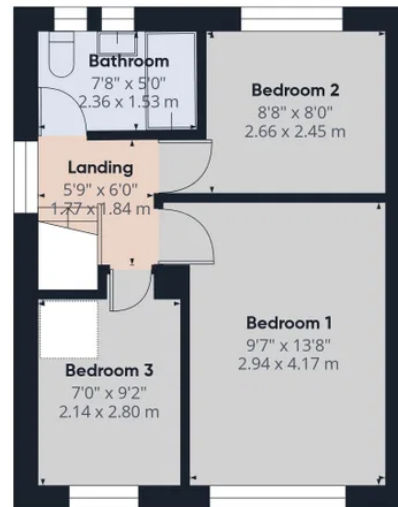 Bathroom
7'8" x 5'0"
2.36 x 1.53 m
Bedroom 2
8'8" x 8'0"
2.66 x 2.45 m
Landing
5'9" x 6'0"
1.77 x 1.84 m
Bedroom 1
9'7" x 13'8"
2.94 x 4.17 m
Bedroom 3
7'0" x 9'2"
2.14 x 2.80 m